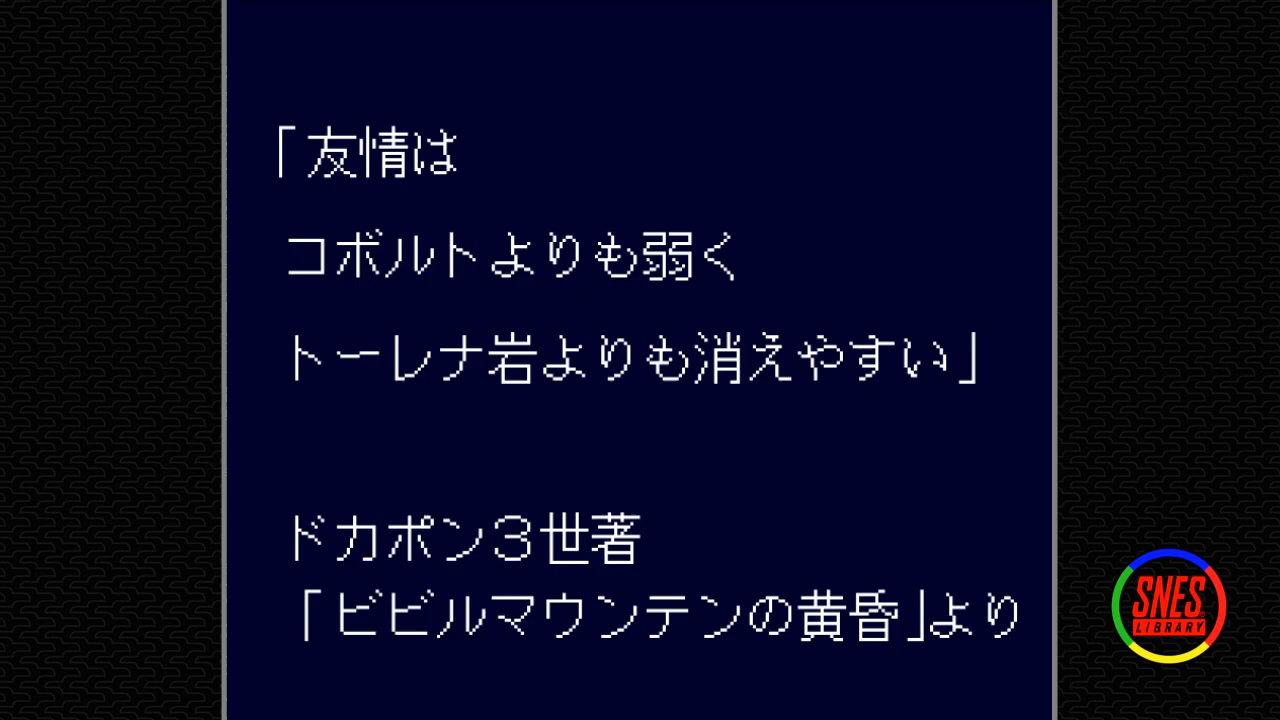 「友情は
コボルトよりも弱く
トーレナ岩よりも消えやすい」
ドカポン3世著
「ビビルマウンテンの黄昏」より
SNES
LIBRARY